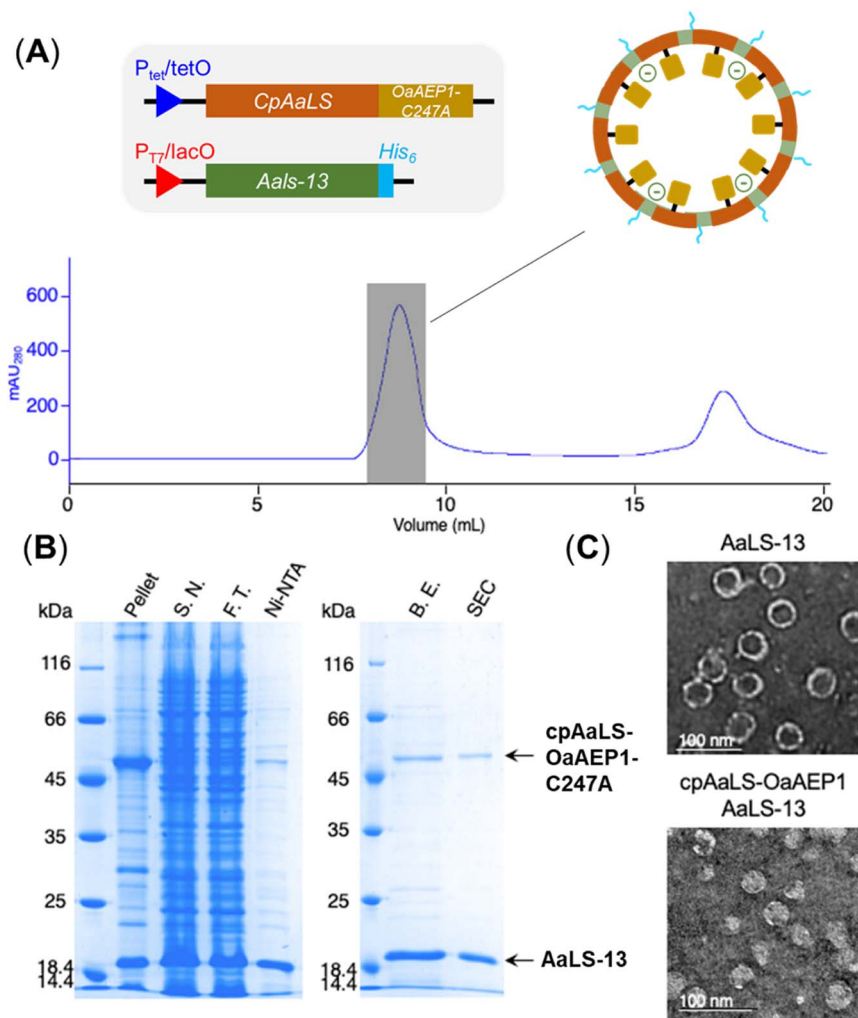 (A)
Ptet/tetO
CpAaLS
OaAEP1-
C247A
PT7/lacO
His6
Aals-13
mAU280
600
400
200
0
0
5
10
15
20
Volume (mL)
(B)
kDa
Pellet
S. N.
F. T.
Ni-NTA
116
66
45
35
25
18.4
14.4
kDa
B. E.
SEC
116
66
45
35
25
18.4
14.4
cpAaLS-
OaAEP1-
C247A
AaLS-13
(C)
AaLS-13
100 nm
cpAaLS-OaAEP1
AaLS-13
100 nm